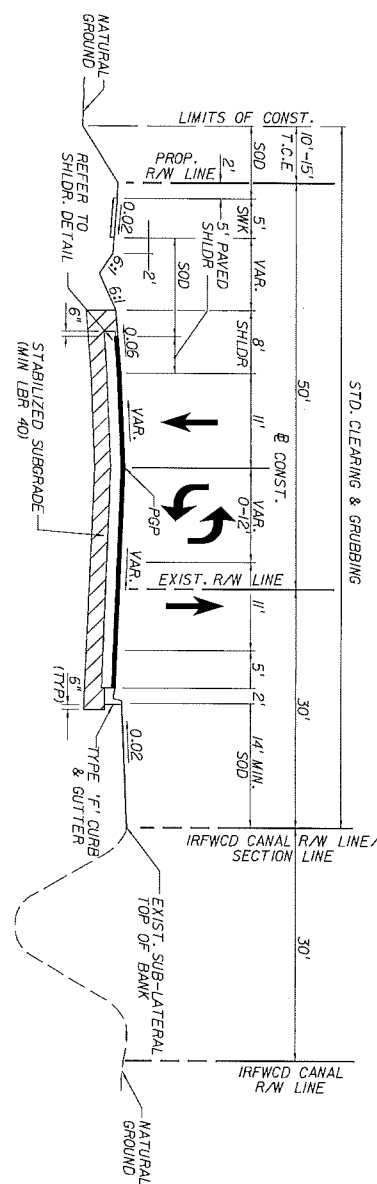 NATURAL
GROUND
LIMITS OF CONST.
10'-15'
T.C.E
SOD
PROP.
R/W LINE
2'
REFER TO
SHLDR. DETAIL
0.02
5'
SWK
5' PAVED
SHLDR
6:1
2'
SOD
VAR.
6:1
6"
0.06
8'
SHLDR
STABILIZED SUBGRADE
(MIN LBR 40)
VAR.
11'
50'
STD. CLEARING & GRUBBING
PGP
℄ CONST.
VAR.
0-12'
VAR.
EXIST. R/W LINE
11'
5'
2'
30'
6"
(TYP)
TYPE 'F' CURB
& GUTTER
0.02
14' MIN.
SOD
IRFWCD CANAL R/W LINE/
SECTION LINE
EXIST. SUB-LATERAL
TOP OF BANK
30'
IRFWCD CANAL
R/W LINE
NATURAL
GROUND